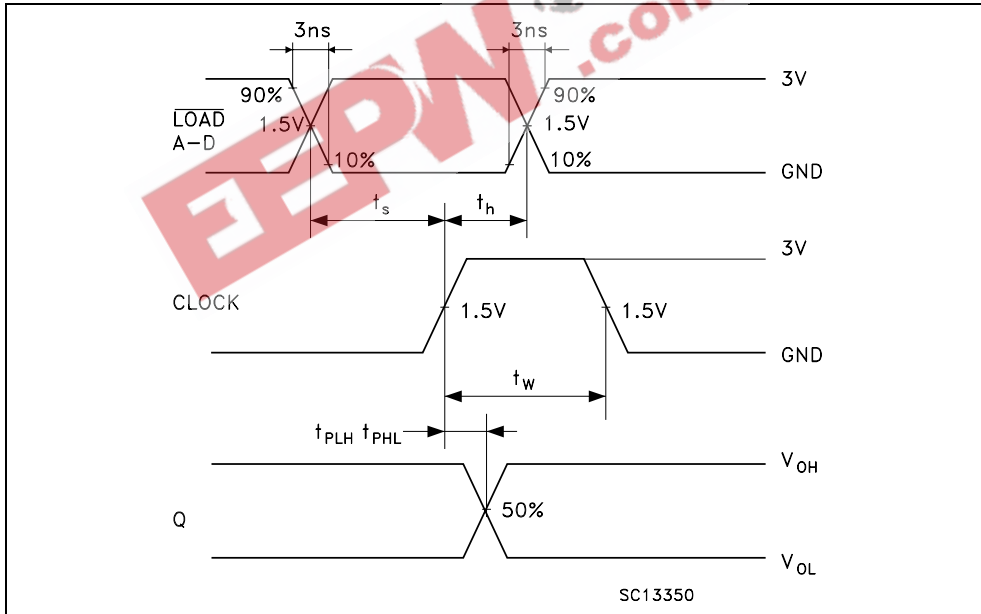 3ns 3ns
3V
90% 90%
L̅O̅A̅D̅ 1.5V 1.5V
A-D
10% 10%
GND
ts th
3V
CLOCK 1.5V 1.5V
GND
tW
tPLH tPHL
VOH
Q 50%
VOL
SC13350
EEPW.com